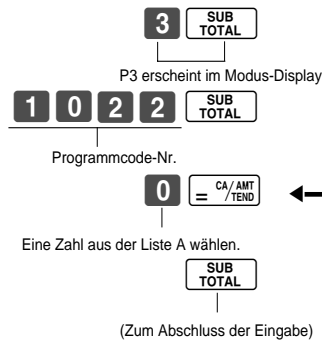 3 SUB TOTAL
P3 erscheint im Modus-Display
1 0 2 2 SUB TOTAL
Programmcode-Nr.
0 = CA/AMT /TEND
Eine Zahl aus der Liste A wählen.
SUB TOTAL
(Zum Abschluss der Eingabe)